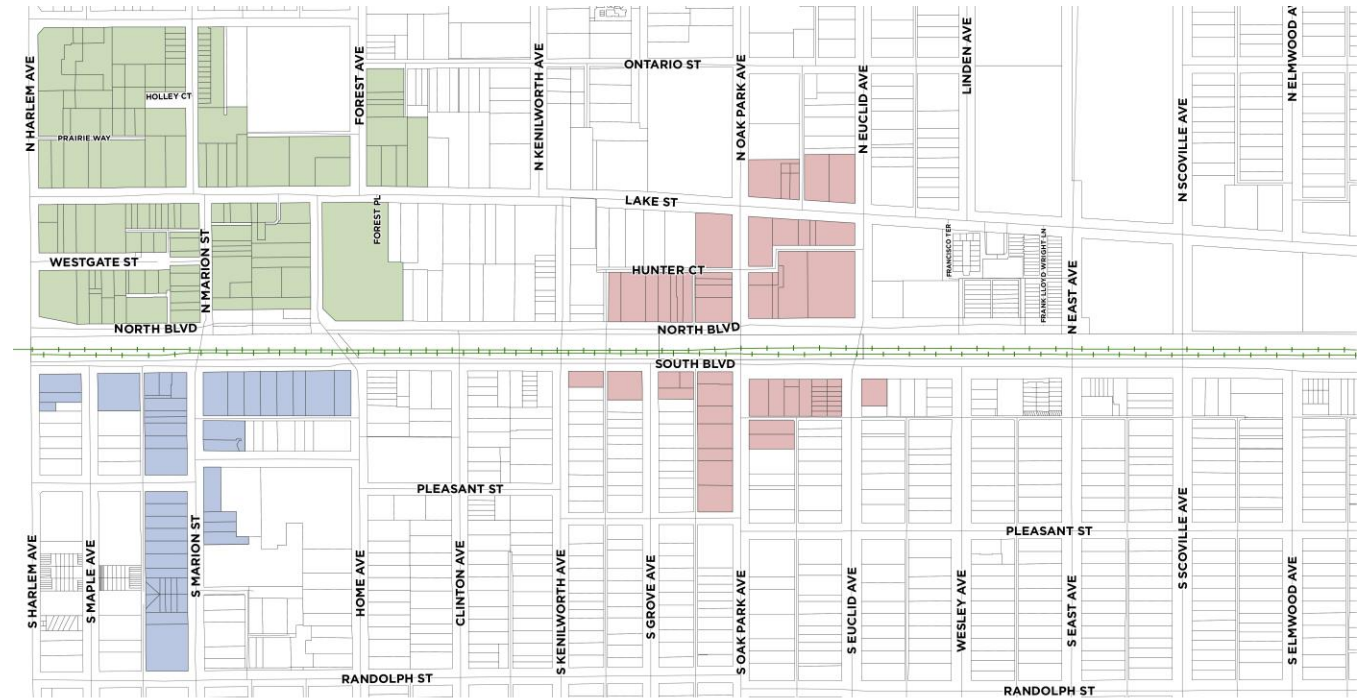 N HARLEM AVE
HOLLEY CT
PRAIRIE WAY
FOREST AVE
N KENILWORTH AVE
ONTARIO ST
N OAK PARK AVE
N EUCLID AVE
LINDEN AVE
N SCOVILLE AVE
N ELMWOOD AV
LAKE ST
FOREST PL
N MARION ST
WESTGATE ST
HUNTER CT
FRANCISCO TER
FRANK LLOYD WRIGHT LN
N EAST AVE
NORTH BLVD
NORTH BLVD
SOUTH BLVD
PLEASANT ST
PLEASANT ST
S HARLEM AVE
S MAPLE AVE
S MARION ST
HOME AVE
CLINTON AVE
S KENILWORTH AVE
S GROVE AVE
S OAK PARK AVE
S EUCLID AVE
WESLEY AVE
S EAST AVE
S SCOVILLE AVE
S ELMWOOD AVE
RANDOLPH ST
RANDOLPH ST